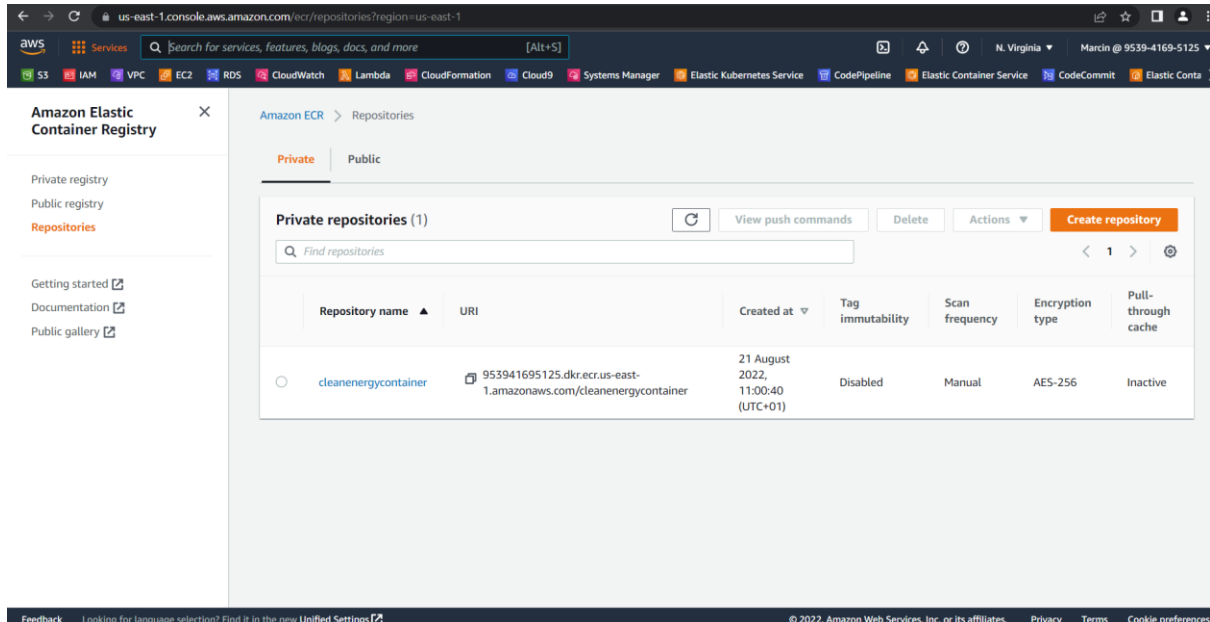 us-east-1.console.aws.amazon.com/ecr/repositories?region=us-east-1
aws Services Search for services, features, blogs, docs, and more [Alt+S] N. Virginia ▼ Marcin @ 9539-4169-5125 ▼
S3 IAM VPC EC2 RDS CloudWatch Lambda CloudFormation Cloud9 Systems Manager Elastic Kubernetes Service CodePipeline Elastic Container Service CodeCommit Elastic Conta
Amazon Elastic
Container Registry
Private registry
Public registry
Repositories
Getting started
Documentation
Public gallery
Amazon ECR > Repositories
Private Public
Private repositories (1) View push commands Delete Actions ▼ Create repository
Find repositories < 1 >
Repository name ▲ URI Created at ▽ Tag
immutability Scan
frequency Encryption
type Pull-
through
cache
cleanenergycontainer 953941695125.dkr.ecr.us-east-
1.amazonaws.com/cleanenergycontainer 21 August
2022,
11:00:40
(UTC+01) Disabled Manual AES-256 Inactive
Feedback Looking for language selection? Find it in the new Unified Settings © 2022, Amazon Web Services, Inc. or its affiliates. Privacy Terms Cookie preferences